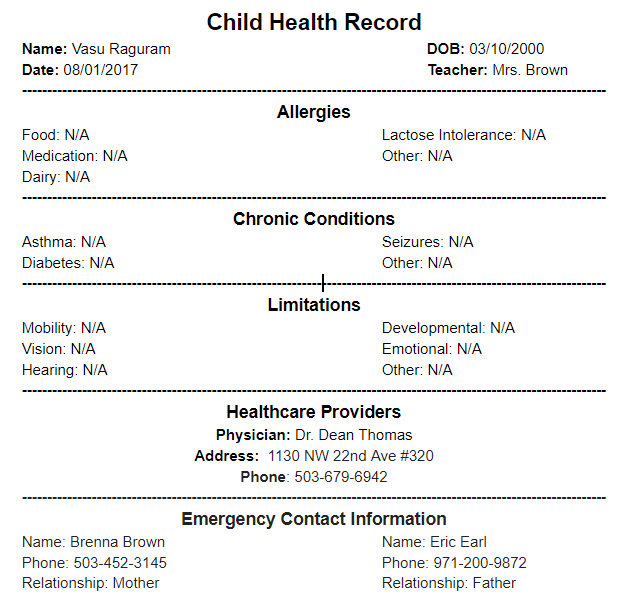 Child Health Record
Name: Vasu Raguram DOB: 03/10/2000
Date: 08/01/2017 Teacher: Mrs. Brown
Allergies
Food: N/A Lactose Intolerance: N/A
Medication: N/A Other: N/A
Dairy: N/A
Chronic Conditions
Asthma: N/A Seizures: N/A
Diabetes: N/A Other: N/A
Limitations
Mobility: N/A Developmental: N/A
Vision: N/A Emotional: N/A
Hearing: N/A Other: N/A
Healthcare Providers
Physician: Dr. Dean Thomas
Address: 1130 NW 22nd Ave #320
Phone: 503-679-6942
Emergency Contact Information
Name: Brenna Brown Name: Eric Earl
Phone: 503-452-3145 Phone: 971-200-9872
Relationship: Mother Relationship: Father